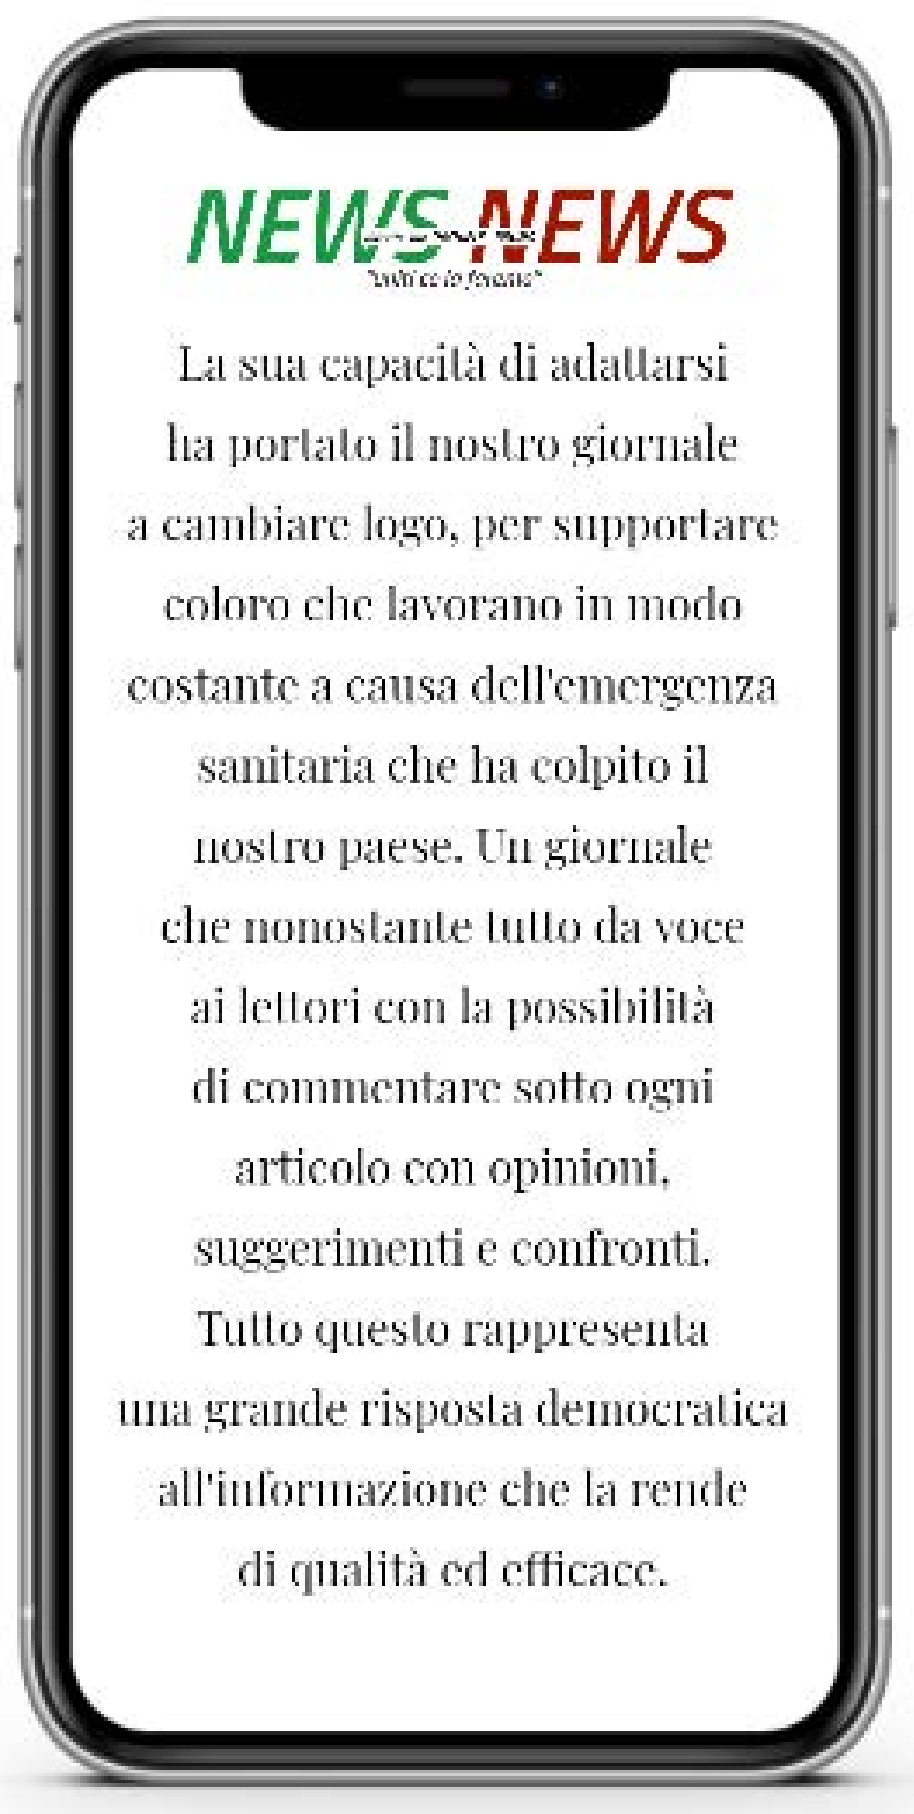 NEWS NEWS
La sua capacità di adattarsi
ha portato il nostro giornale
a cambiare logo, per supportare
coloro che lavorano in modo
costante a causa dell'emergenza
sanitaria che ha colpito il
nostro paese. Un giornale
che nonostante tutto da voce
ai lettori con la possibilità
di commentare sotto ogni
articolo con opinioni,
suggerimenti e confronti.
Tutto questo rappresenta
una grande risposta democratica
all'informazione che la rende
di qualità ed efficace.